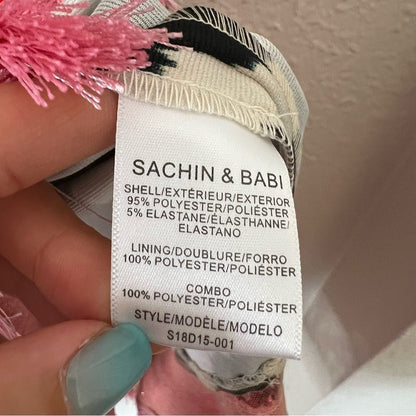 SACHIN & BABI
SHELL/EXTÉRIEUR/EXTERIOR
95% POLYESTER/POLIÉSTER
5% ELASTANE/ÉLASTHANNE/
ELASTANO
LINING/DOUBLURE/FORRO
100% POLYESTER/POLIÉSTER
COMBO
100% POLYESTER/POLIÉSTER
STYLE/MODÈLE/MODELO
S18D15-001